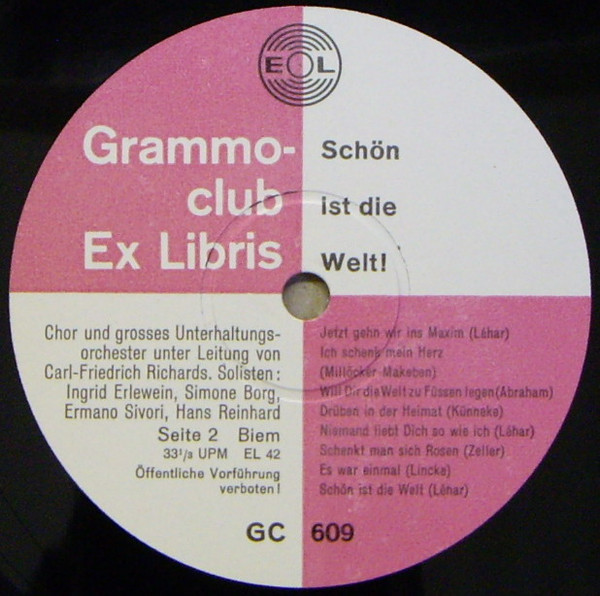 EOL
Grammo-
club
Ex Libris
Schön
ist die
Welt!
Chor und grosses Unterhaltungs-
orchester unter Leitung von
Carl-Friedrich Richards. Solisten:
Ingrid Erlewein, Simone Borg,
Ermano Sivori, Hans Reinhard
Seite 2 Biem
33¹/₃ UPM EL 42
Öffentliche Vorführung
verboten!
Jetzt gehn wir ins Maxim (Léhar)
Ich schenk mein Herz
(Millöcker-Makeben)
Will Dir die Welt zu Füssen legen (Abraham)
Drüben in der Heimat (Künneke)
Niemand liebt Dich so wie ich (Léhar)
Schenkt man sich Rosen (Zeller)
Es war einmal (Lincke)
Schön ist die Welt (Léhar)
GC 609